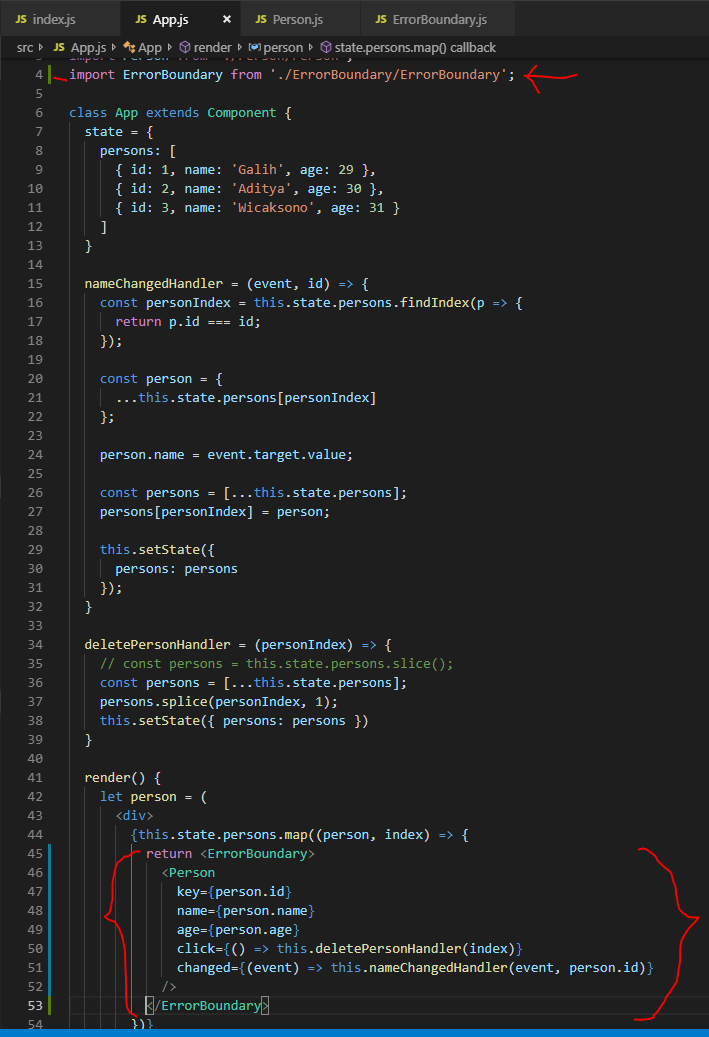 JS index.js JS App.js × JS Person.js JS ErrorBoundary.js
src JS App.js App render person state.persons.map() callback
3 import Person from './Person/Person';
4 import ErrorBoundary from './ErrorBoundary/ErrorBoundary';
5
6 class App extends Component {
7 state = {
8 persons: [
9 { id: 1, name: 'Galih', age: 29 },
10 { id: 2, name: 'Aditya', age: 30 },
11 { id: 3, name: 'Wicaksono', age: 31 }
12 ]
13 }
14
15 nameChangedHandler = (event, id) => {
16 const personIndex = this.state.persons.findIndex(p => {
17 return p.id === id;
18 });
19
20 const person = {
21 ...this.state.persons[personIndex]
22 };
23
24 person.name = event.target.value;
25
26 const persons = [...this.state.persons];
27 persons[personIndex] = person;
28
29 this.setState({
30 persons: persons
31 });
32 }
33
34 deletePersonHandler = (personIndex) => {
35 // const persons = this.state.persons.slice();
36 const persons = [...this.state.persons];
37 persons.splice(personIndex, 1);
38 this.setState({ persons: persons })
39 }
40
41 render() {
42 let person = (
43 <div>
44 {this.state.persons.map((person, index) => {
45 return <ErrorBoundary>
46 <Person
47 key={person.id}
48 name={person.name}
49 age={person.age}
50 click={() => this.deletePersonHandler(index)}
51 changed={(event) => this.nameChangedHandler(event, person.id)}
52 />
53 </ErrorBoundary>
54 })}